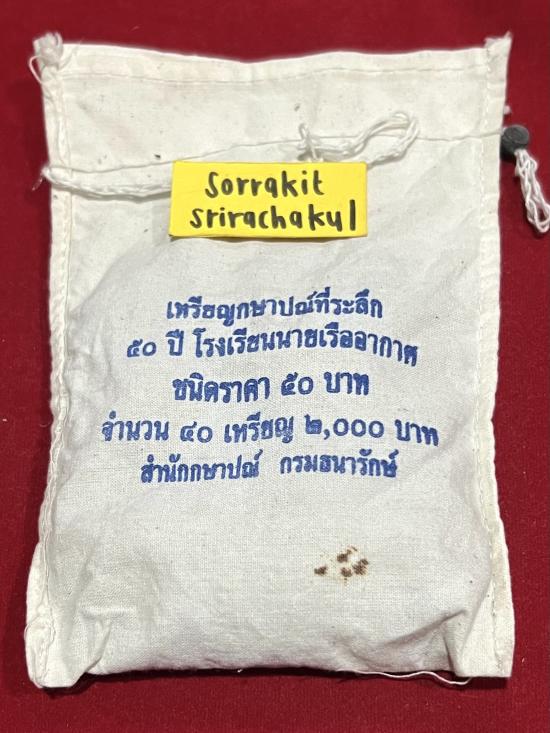 Sorrakit
Srirachakul
เหรียญกษาปณ์ที่ระลึก
๕๐ ปี โรงเรียนนายเรืออากาศ
ชนิดราคา ๕๐ บาท
จำนวน ๔๐ เหรียญ ๒,๐๐๐ บาท
สำนักกษาปณ์ กรมธนารักษ์